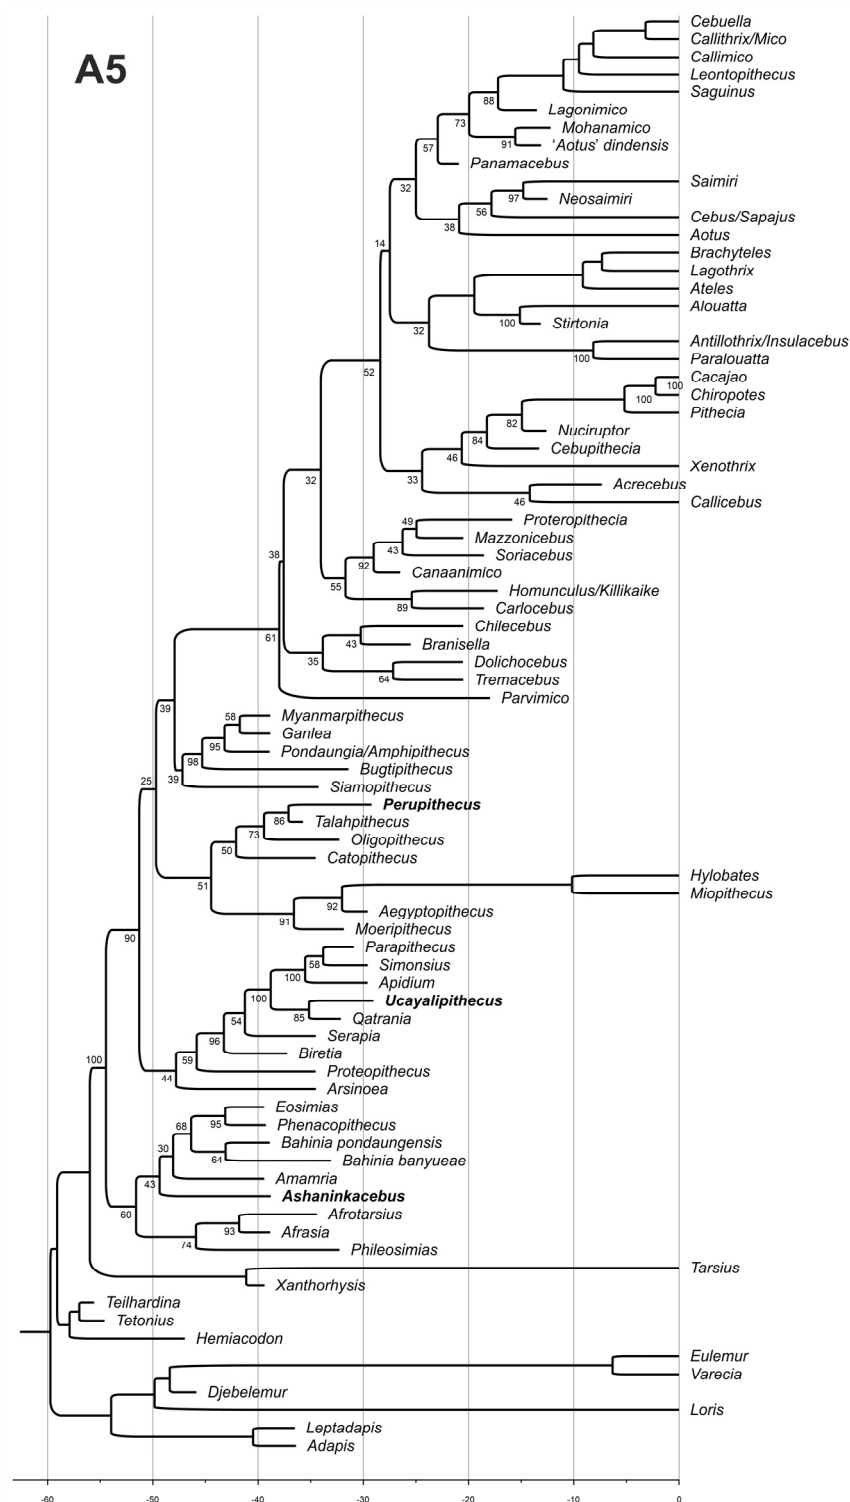 A5
Cebuella
Callithrix/Mico
Callimico
Leontopithecus
Saguinus
88
Lagonimico
73
Mohanamico
91
'Aotus' dindensis
57
Panamacebus
32
Saimiri
97
Neosaimiri
56
Cebus/Sapajus
38
Aotus
14
Brachyteles
Lagothrix
Ateles
Alouatta
100
Stirtonia
32
Antillothrix/Insulacebus
100
Paralouatta
52
Cacajao
100
Chiropotes
100
Pithecia
82
Nuciruptor
84
Cebupithecia
46
Xenothrix
33
Acrecebus
46
Callicebus
32
49
Proteropithecia
Mazzonicebus
43
Soriacebus
92
Canaanimico
55
Homunculus/Killikaike
89
Carlocebus
38
Chilecebus
61
43
Branisella
35
Dolichocebus
64
Tremacebus
Parvimico
39
58
Myanmarpithecus
Ganlea
95
Pondaungia/Amphipithecus
98
Bugtipithecus
39
Siamopithecus
25
Perupithecus
86
Talahpithecus
73
Oligopithecus
50
Catopithecus
51
Hylobates
Miopithecus
92
Aegyptopithecus
91
Moeripithecus
90
Parapithecus
58
Simonsius
100
Apidium
100
Ucayalipithecus
85
Qatrania
54
Serapia
96
Biretia
59
Proteopithecus
44
Arsinoea
100
Eosimias
95
Phenacopithecus
68
Bahinia pondaungensis
30
64
Bahinia banyueae
Amamria
43
Ashaninkacebus
60
Afrotarsius
93
Afrasia
74
Phileosimias
Tarsius
Xanthorhysis
Teilhardina
Tetonius
Hemiacodon
Eulemur
Varecia
Djebelemur
Loris
Leptadapis
Adapis
-60 -50 -40 -30 -20 -10 0